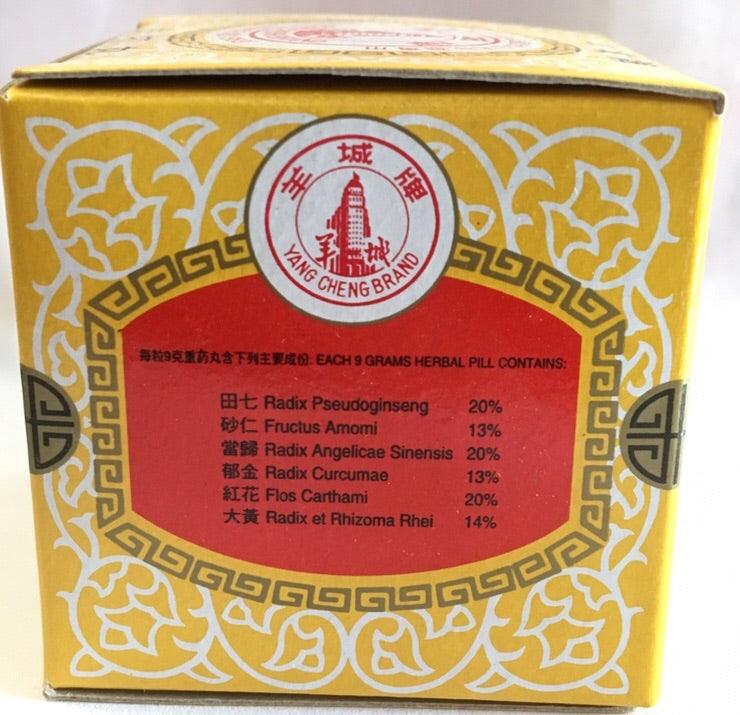 羊城牌
羊城
YANG CHENG BRAND
每粒9克重药丸含下列主要成份: EACH 9 GRAMS HERBAL PILL CONTAINS:
田七 Radix Pseudoginseng 20%
砂仁 Fructus Amomi 13%
當歸 Radix Angelicae Sinensis 20%
郁金 Radix Curcumae 13%
紅花 Flos Carthami 20%
大黃 Radix et Rhizoma Rhei 14%